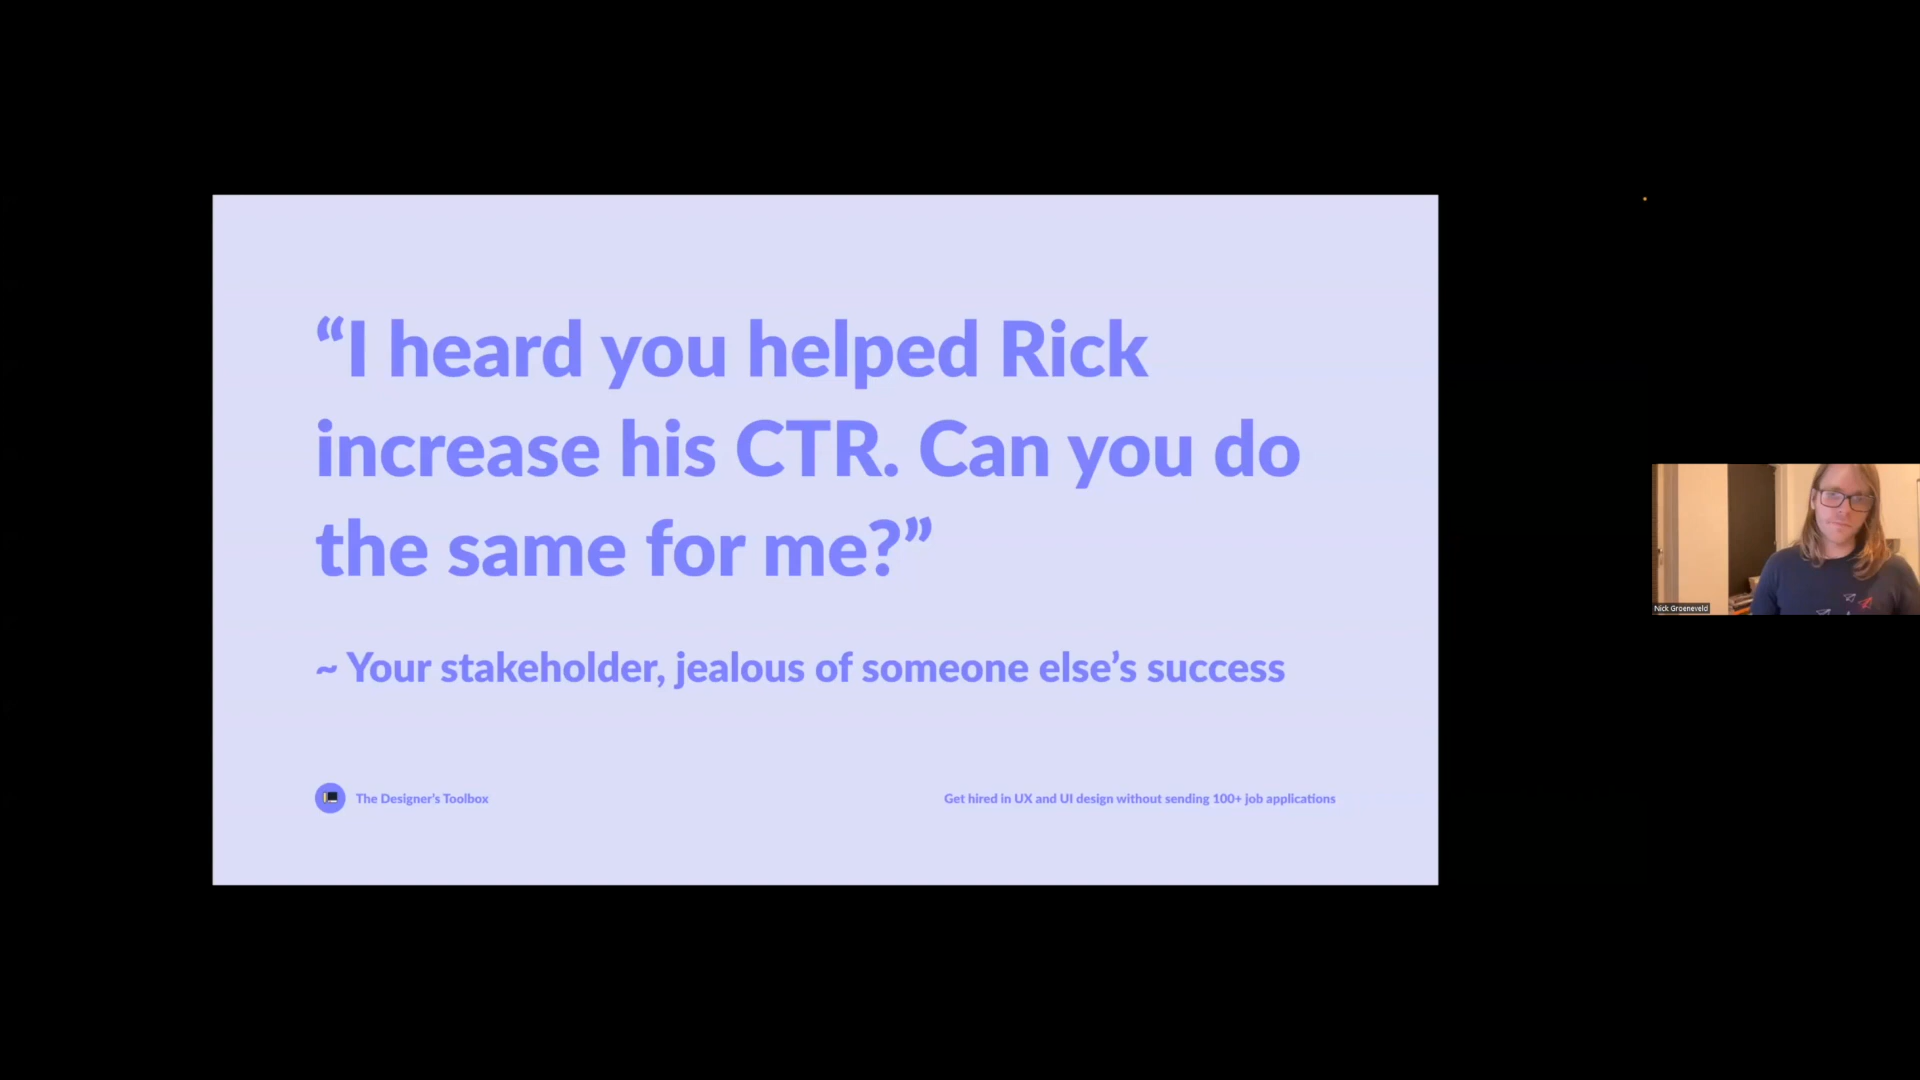 “I heard you helped Rick
increase his CTR. Can you do
the same for me?”
~ Your stakeholder, jealous of someone else’s success
The Designer's Toolbox
Get hired in UX and UI design without sending 100+ job applications
Nick Groeneveld